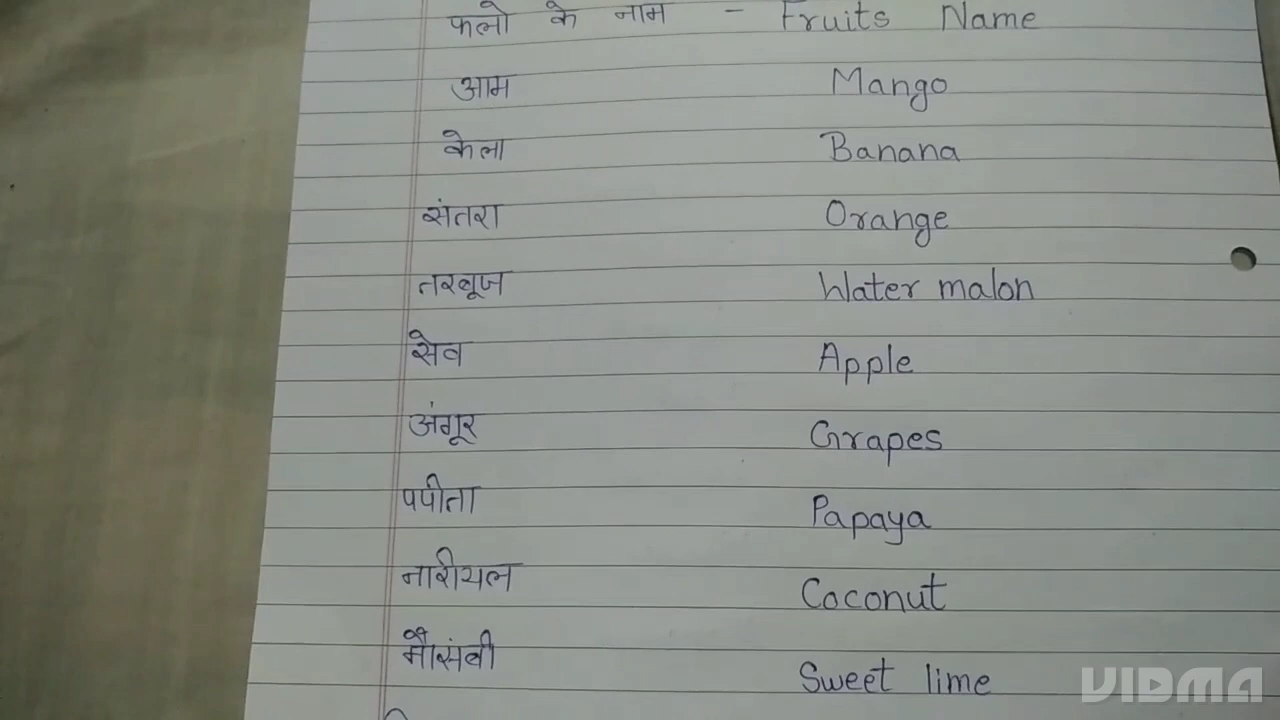 फलो के नाम - Fruits Name
आम Mango
केला Banana
संतरा Orange
तरबूज Water malon
सेव Apple
अंगूर Grapes
पपीता Papaya
नारीयल Coconut
मौसंबी Sweet lime
VIDMA